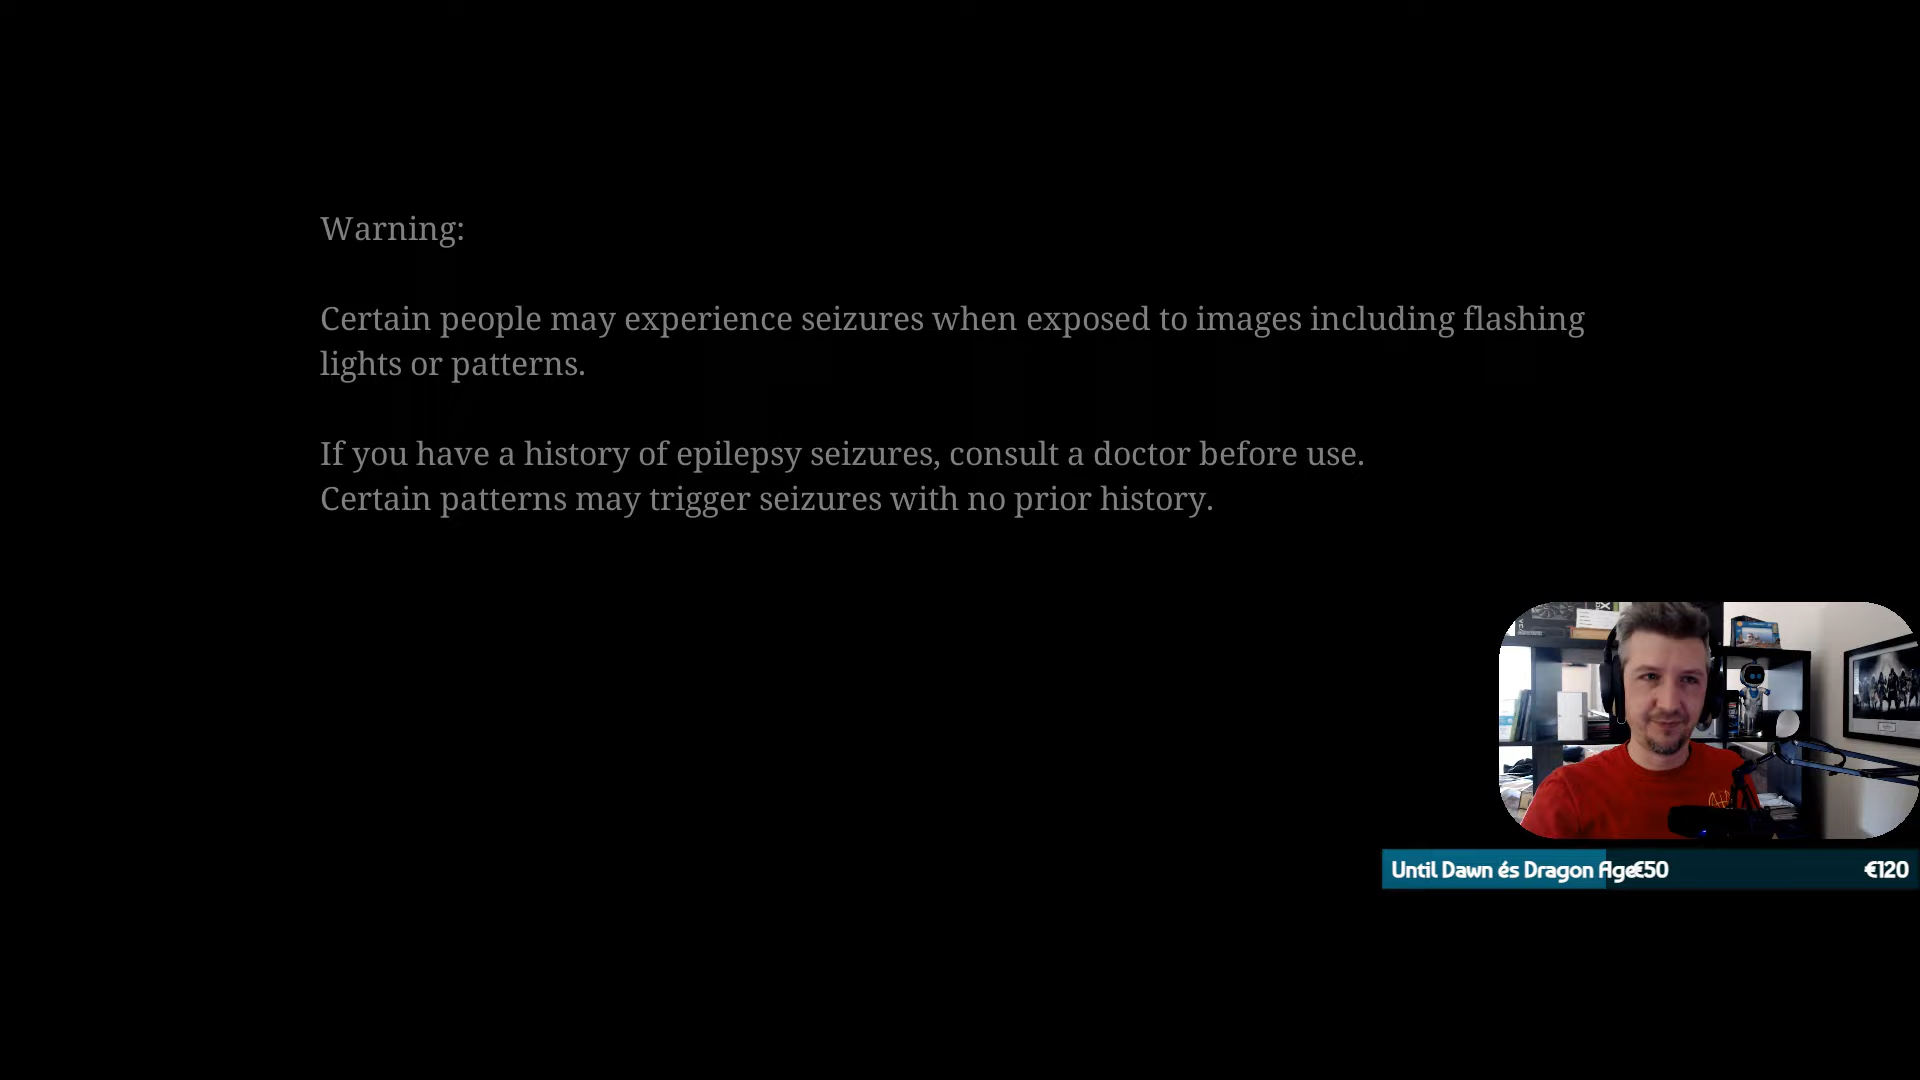 Warning:
Certain people may experience seizures when exposed to images including flashing
lights or patterns.
If you have a history of epilepsy seizures, consult a doctor before use.
Certain patterns may trigger seizures with no prior history.
Until Dawn és Dragon Age€50 €120